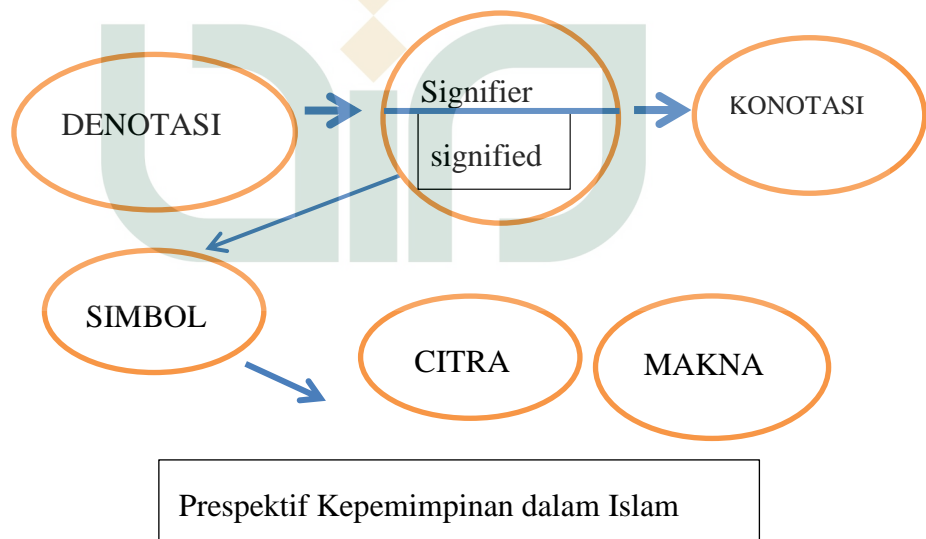 DENOTASI
Signifier
signified
KONOTASI
SIMBOL
CITRA
MAKNA
Prespektif Kepemimpinan dalam Islam